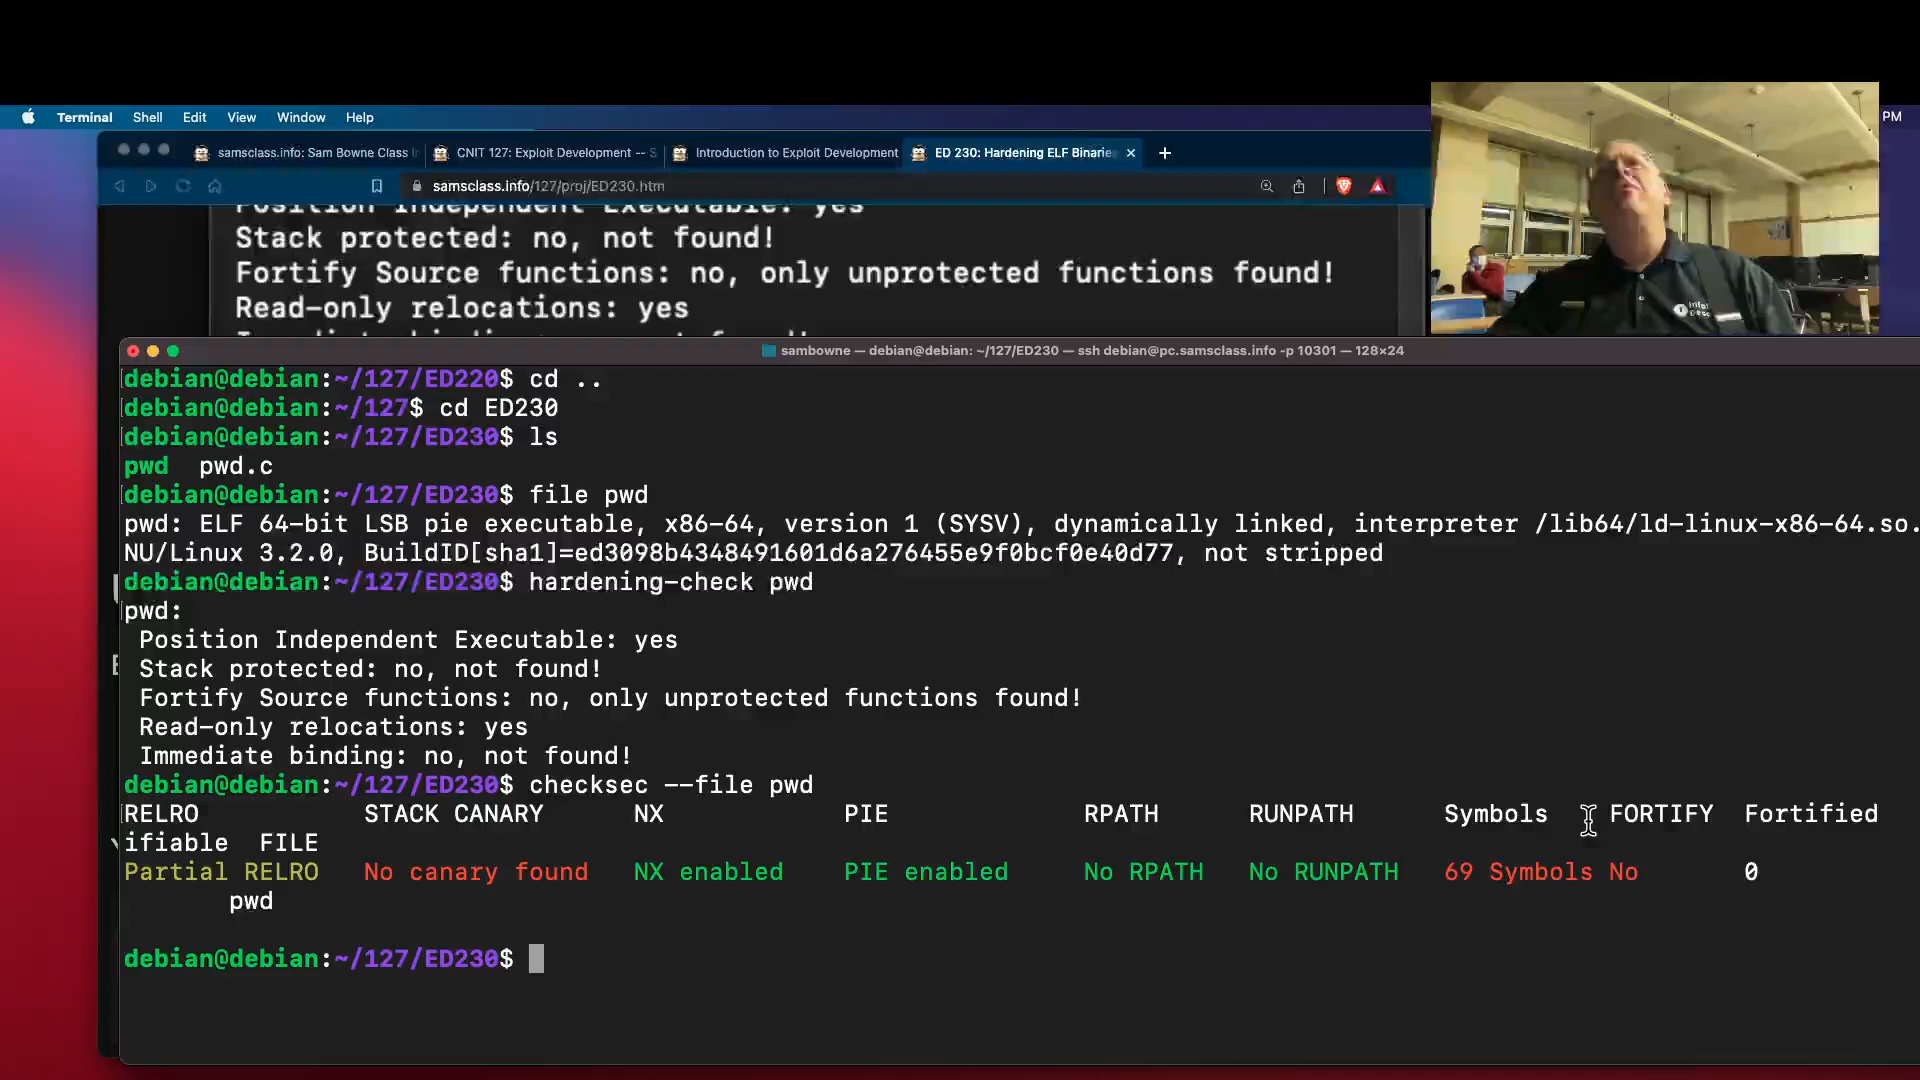 PM
Terminal Shell Edit View Window Help
samsclass.info: Sam Bowne Class CNIT 127: Exploit Development -- S Introduction to Exploit Development ED 230: Hardening ELF Binarie
samsclass.info/127/proj/ED230.htm
Position Independent Executable: yes
Stack protected: no, not found!
Fortify Source functions: no, only unprotected functions found!
Read-only relocations: yes
sambowne — debian@debian: ~/127/ED230 — ssh debian@pc.samsclass.info -p 10301 — 128×24
debian@debian:~/127/ED220$ cd ..
debian@debian:~/127$ cd ED230
debian@debian:~/127/ED230$ ls
pwd pwd.c
debian@debian:~/127/ED230$ file pwd
pwd: ELF 64-bit LSB pie executable, x86-64, version 1 (SYSV), dynamically linked, interpreter /lib64/ld-linux-x86-64.so.
NU/Linux 3.2.0, BuildID[sha1]=ed3098b4348491601d6a276455e9f0bcf0e40d77, not stripped
debian@debian:~/127/ED230$ hardening-check pwd
pwd:
Position Independent Executable: yes
Stack protected: no, not found!
Fortify Source functions: no, only unprotected functions found!
Read-only relocations: yes
Immediate binding: no, not found!
debian@debian:~/127/ED230$ checksec --file pwd
RELRO STACK CANARY NX PIE RPATH RUNPATH Symbols FORTIFY Fortified
ifiable FILE
Partial RELRO No canary found NX enabled PIE enabled No RPATH No RUNPATH 69 Symbols No 0
pwd
debian@debian:~/127/ED230$